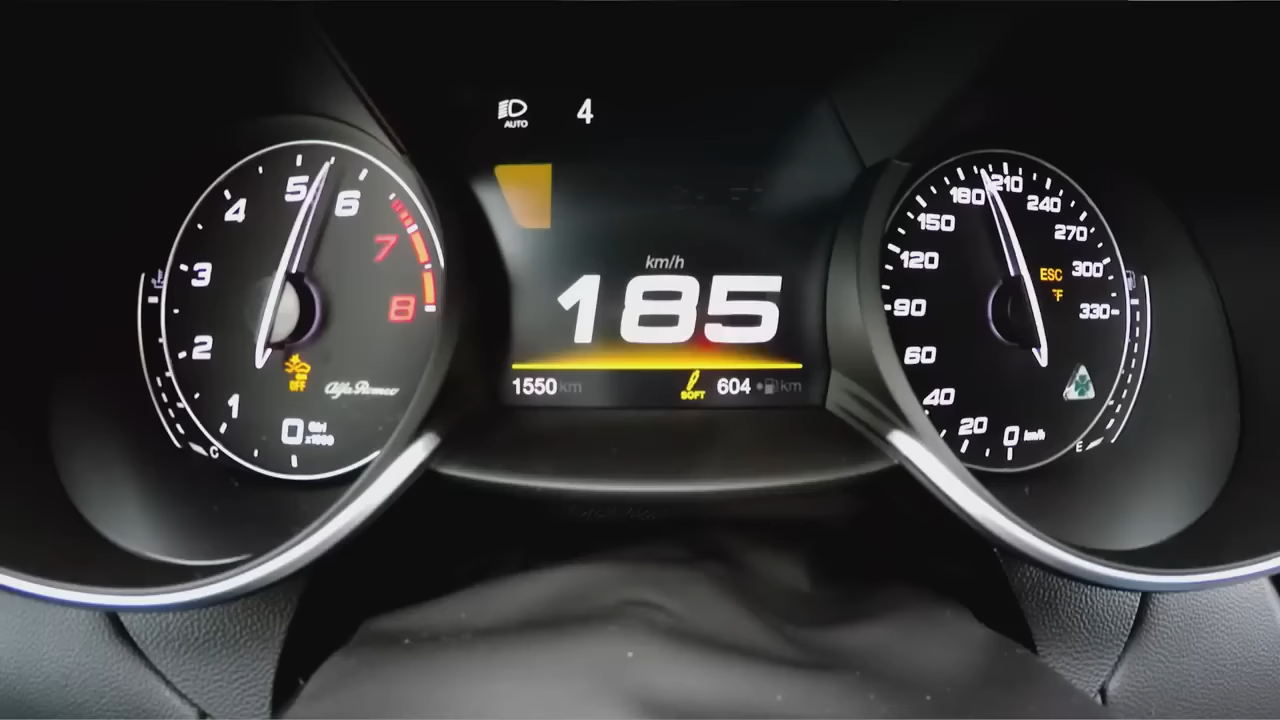 AUTO 4
5 6
4
7
3
8
2
OFF
Alfa Romeo
1
0 Giri
x1000
C
km/h
185
1550 km
SOFT
604 km
180 210
240
150
270
120
ESC
300
90
330
60
40
20
0 km/h
E